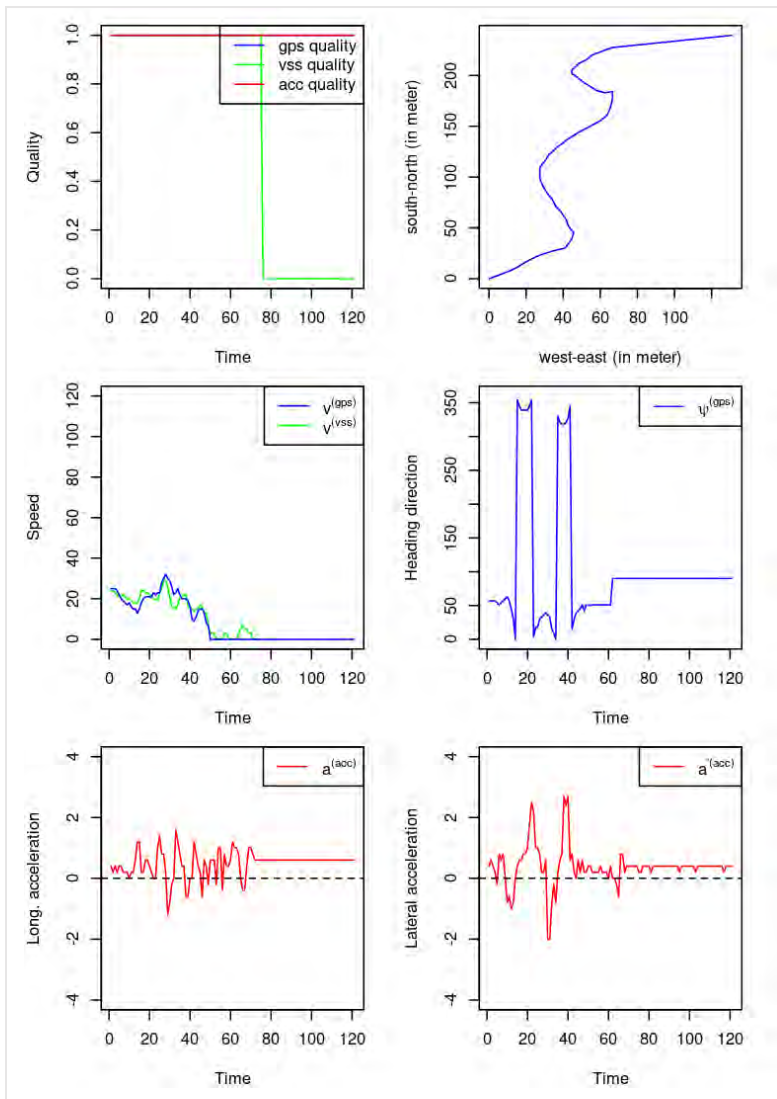 gps quality
vss quality
acc quality
Quality
0.0 0.2 0.4 0.6 0.8 1.0
0 20 40 60 80 100 120
Time
south-north (in meter)
0 50 100 150 200
0 20 40 60 80 100
west-east (in meter)
v(gps)
v(vss)
Speed
0 20 40 60 80 100 120
0 20 40 60 80 100 120
Time
ψ(gps)
Heading direction
0 50 150 250 350
0 20 40 60 80 100 120
Time
a(acc)
Long. acceleration
-4 -2 0 2 4
0 20 40 60 80 100 120
Time
a'(acc)
Lateral acceleration
-4 -2 0 2 4
0 20 40 60 80 100 120
Time